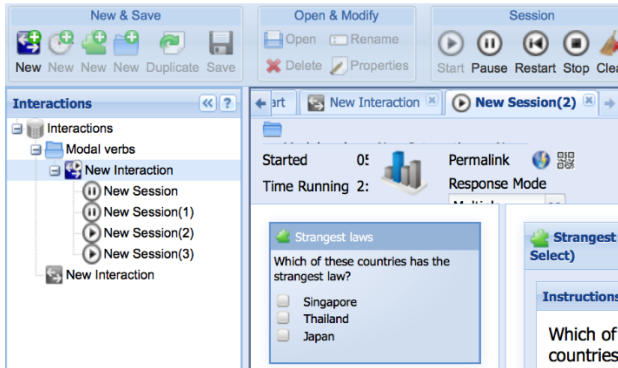 New & Save
Open & Modify
Session
Open
Rename
New
New
New
New
Duplicate
Save
Delete
Properties
Start
Pause
Restart
Stop
Interactions
?
Interactions
Modal verbs
New Interaction
New Session
New Session(1)
New Session(2)
New Session(3)
New Interaction
New Interaction
New Session(2)
Started
Permalink
Time Running 2:
Response Mode
Strangest laws
Which of these countries has the
strangest law?
Singapore
Thailand
Japan
Strangest
Select)
Instructions
Which of
countries